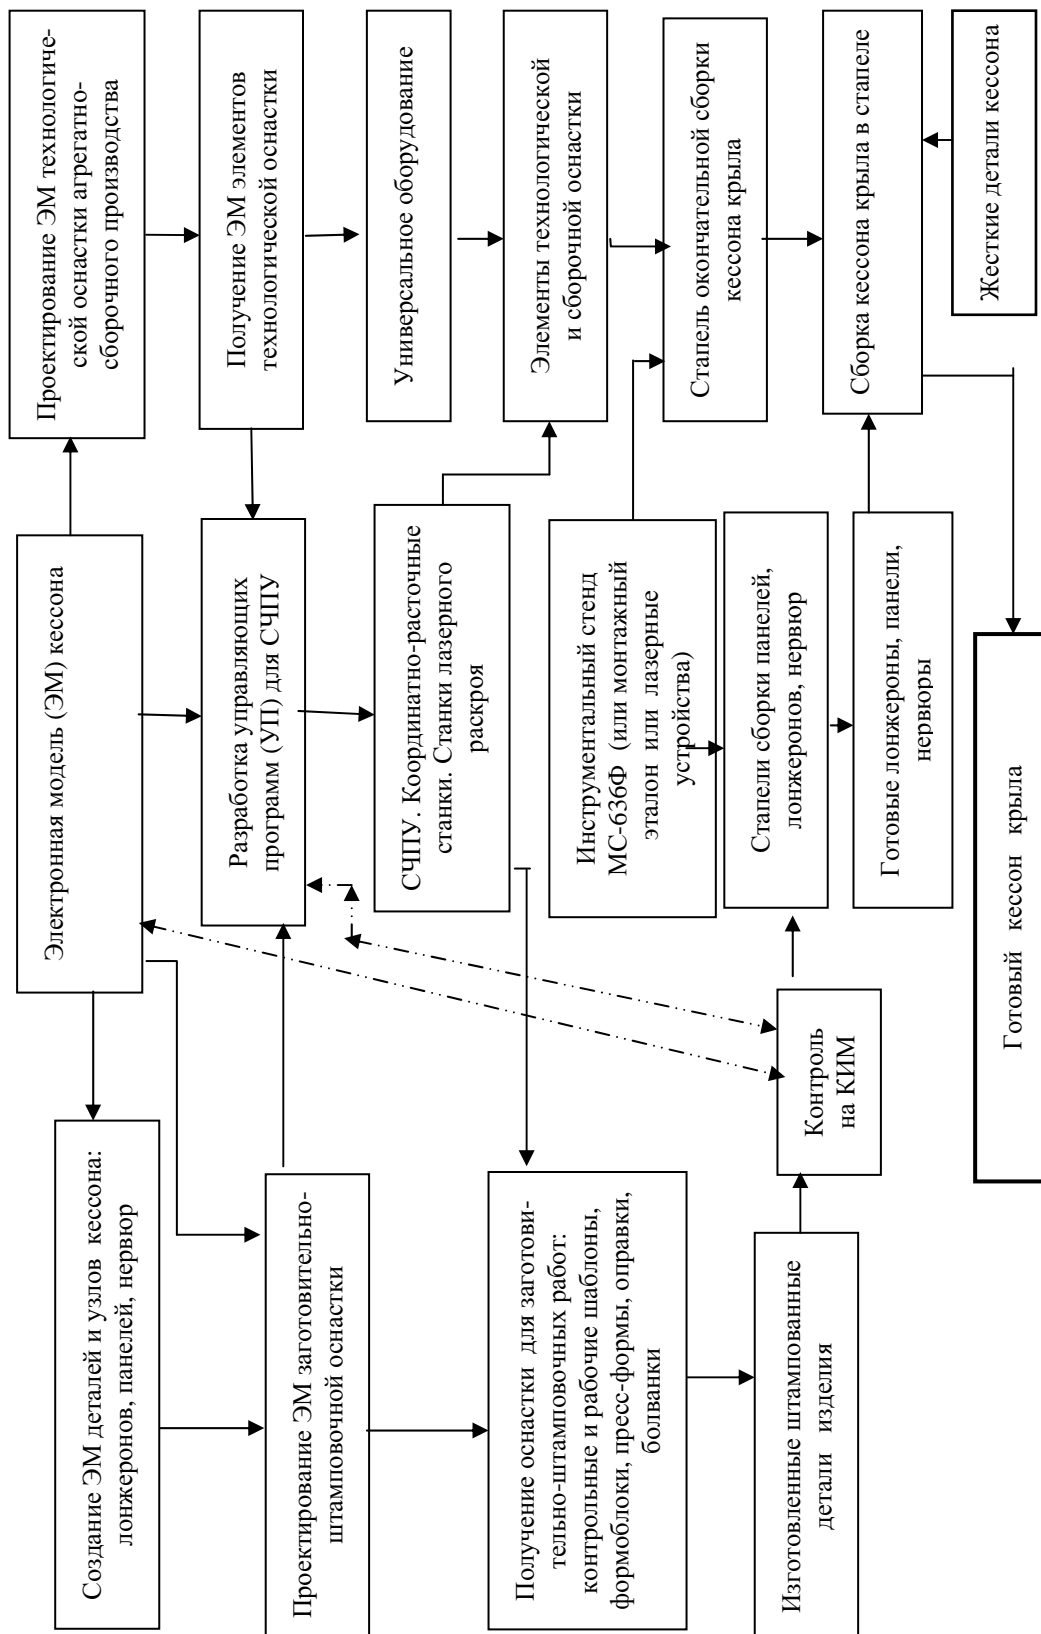 Создание ЭМ деталей и узлов кессона:
лонжеронов, панелей, нервюр
Электронная модель (ЭМ) кессона
Проектирование ЭМ технологиче-
ской оснастки агрегатно-
сборочного производства
Проектирование ЭМ заготовительно-
штамповочной оснастки
Разработка управляющих
программ (УП) для СЧПУ
Получение ЭМ элементов
технологической оснастки
СЧПУ. Координатно-расточные
станки. Станки лазерного
раскроя
Универсальное оборудование
Получение оснастки для заготови-
тельно-штамповочных работ:
контрольные и рабочие шаблоны,
формоблоки, пресс-формы, оправки,
болванки
Инструментальный стенд
МС-636Ф (или монтажный
эталон или лазерные
устройства)
Элементы технологической
и сборочной оснастки
Стапель окончательной сборки
кессона крыла
Изготовленные штампованные
детали изделия
Контроль
на КИМ
Стапели сборки панелей,
лонжеронов, нервюр
Готовые лонжероны, панели,
нервюры
Сборка кессона крыла в стапеле
Готовый кессон крыла
Жесткие детали кессона